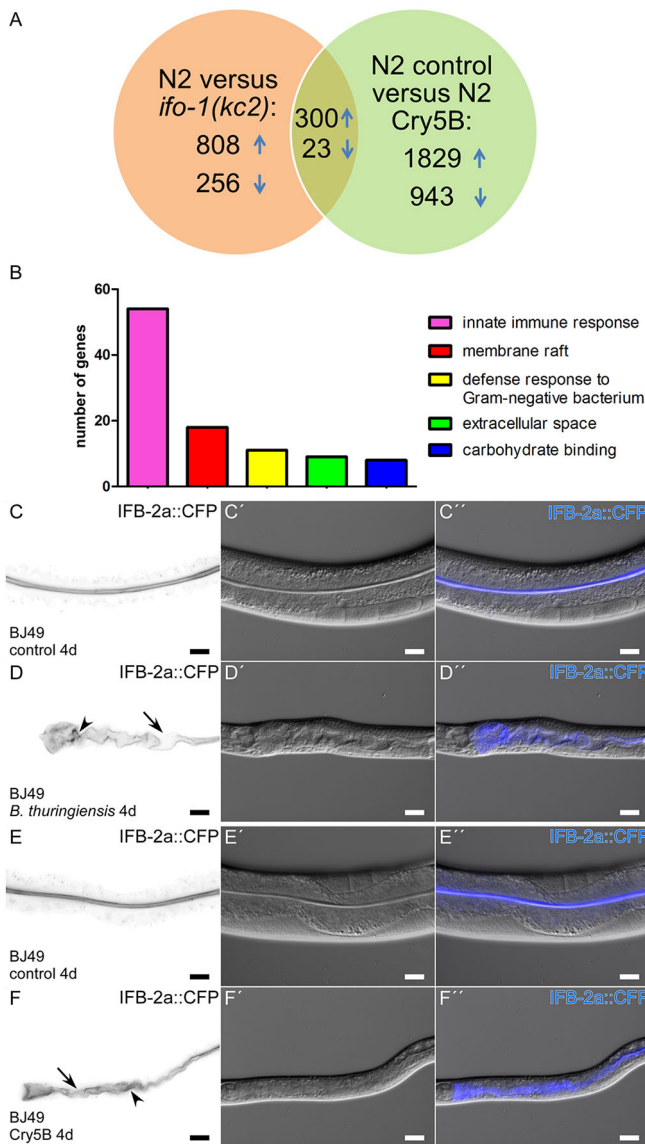 A
N2 versus
ifo-1(kc2):
808 ↑
256 ↓
300 ↑
23 ↓
N2 control
versus N2
Cry5B:
1829 ↑
943 ↓
B
number of genes
60
40
20
0
innate immune response
membrane raft
defense response to
Gram-negative bacterium
extracellular space
carbohydrate binding
C
IFB-2a::CFP
BJ49
control 4d
C´
C´´
IFB-2a::CFP
D
IFB-2a::CFP
BJ49
B. thuringiensis 4d
D´
D´´
IFB-2a::CFP
E
IFB-2a::CFP
BJ49
control 4d
E´
E´´
IFB-2a::CFP
F
IFB-2a::CFP
BJ49
Cry5B 4d
F´
F´´
IFB-2a::CFP